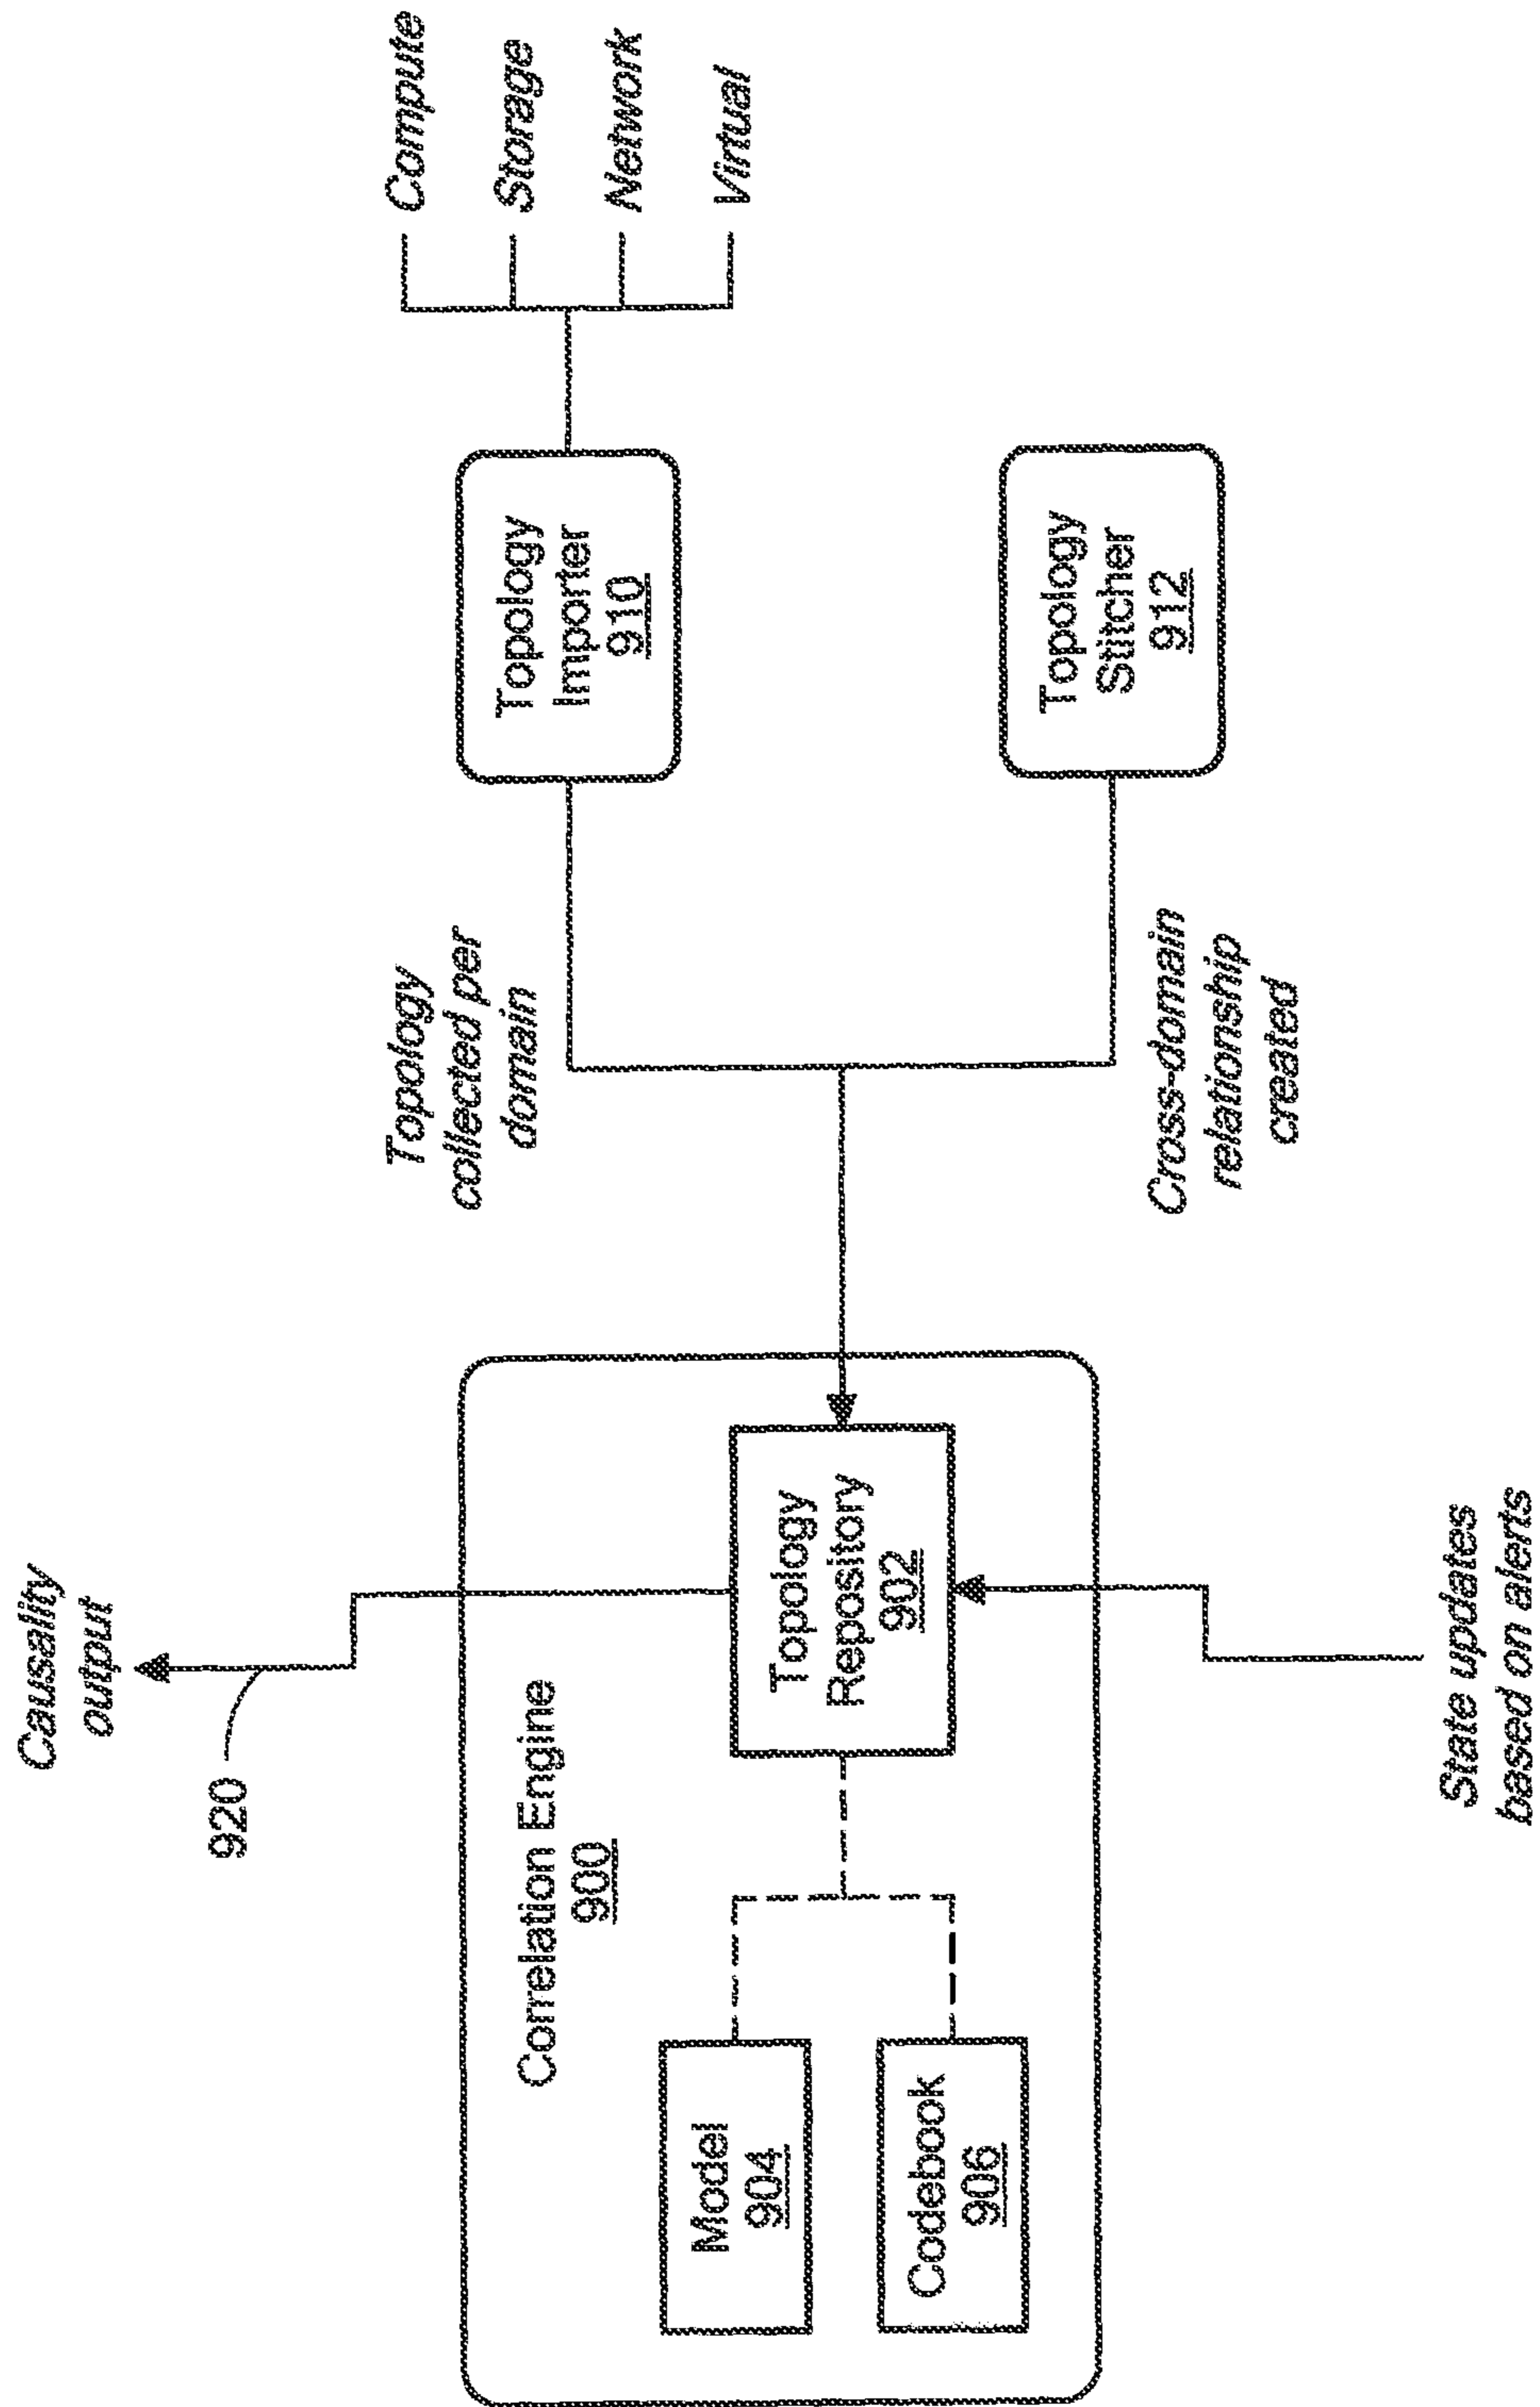 Causality
output
920
Correlation Engine
900
Model
904
Codebook
906
Topology
Repository
902
State updates
based on alerts
Topology
collected per
domain
Cross-domain
relationship
created
Topology
Importer
910
Topology
Stitcher
912
Compute
Storage
Network
Virtual